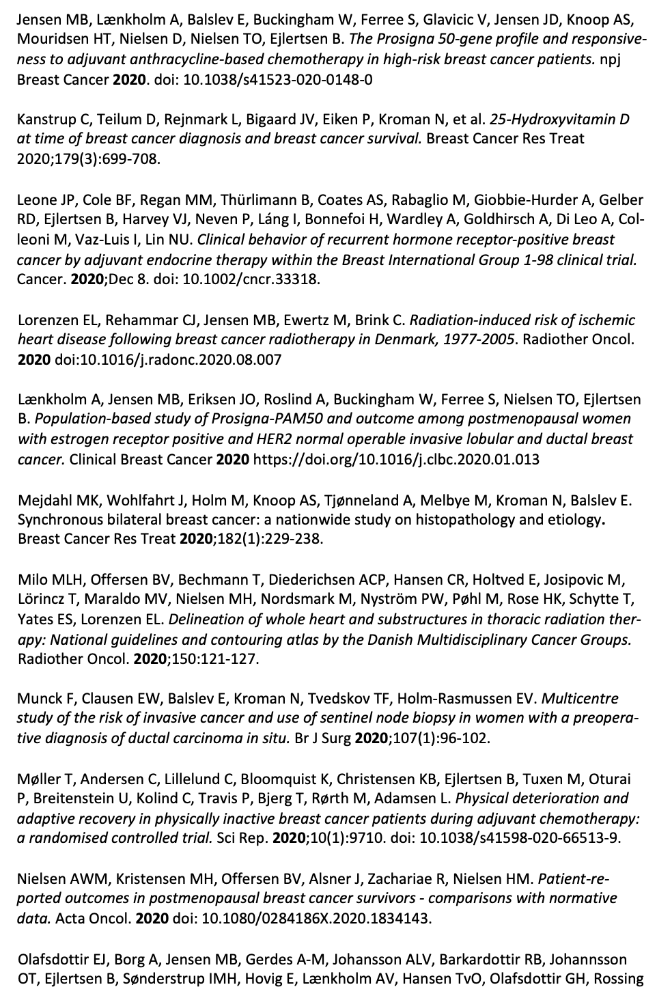 Jensen MB, Lænkholm A, Balslev E, Buckingham W, Ferree S, Glavicic V, Jensen JD, Knoop AS,
Mouridsen HT, Nielsen D, Nielsen TO, Ejlertsen B. The Prosigna 50-gene profile and responsive-
ness to adjuvant anthracycline-based chemotherapy in high-risk breast cancer patients. npj
Breast Cancer 2020. doi: 10.1038/s41523-020-0148-0
Kanstrup C, Teilum D, Rejnmark L, Bigaard JV, Eiken P, Kroman N, et al. 25-Hydroxyvitamin D
at time of breast cancer diagnosis and breast cancer survival. Breast Cancer Res Treat
2020;179(3):699-708.
Leone JP, Cole BF, Regan MM, Thürlimann B, Coates AS, Rabaglio M, Giobbie-Hurder A, Gelber
RD, Ejlertsen B, Harvey VJ, Neven P, Láng I, Bonnefoi H, Wardley A, Goldhirsch A, Di Leo A, Col-
leoni M, Vaz-Luis I, Lin NU. Clinical behavior of recurrent hormone receptor-positive breast
cancer by adjuvant endocrine therapy within the Breast International Group 1-98 clinical trial.
Cancer. 2020;Dec 8. doi: 10.1002/cncr.33318.
Lorenzen EL, Rehammar CJ, Jensen MB, Ewertz M, Brink C. Radiation-induced risk of ischemic
heart disease following breast cancer radiotherapy in Denmark, 1977-2005. Radiother Oncol.
2020 doi:10.1016/j.radonc.2020.08.007
Lænkholm A, Jensen MB, Eriksen JO, Roslind A, Buckingham W, Ferree S, Nielsen TO, Ejlertsen
B. Population-based study of Prosigna-PAM50 and outcome among postmenopausal women
with estrogen receptor positive and HER2 normal operable invasive lobular and ductal breast
cancer. Clinical Breast Cancer 2020 https://doi.org/10.1016/j.clbc.2020.01.013
Mejdahl MK, Wohlfahrt J, Holm M, Knoop AS, Tjønneland A, Melbye M, Kroman N, Balslev E.
Synchronous bilateral breast cancer: a nationwide study on histopathology and etiology.
Breast Cancer Res Treat 2020;182(1):229-238.
Milo MLH, Offersen BV, Bechmann T, Diederichsen ACP, Hansen CR, Holtved E, Josipovic M,
Lörincz T, Maraldo MV, Nielsen MH, Nordsmark M, Nyström PW, Pøhl M, Rose HK, Schytte T,
Yates ES, Lorenzen EL. Delineation of whole heart and substructures in thoracic radiation ther-
apy: National guidelines and contouring atlas by the Danish Multidisciplinary Cancer Groups.
Radiother Oncol. 2020;150:121-127.
Munck F, Clausen EW, Balslev E, Kroman N, Tvedskov TF, Holm-Rasmussen EV. Multicentre
study of the risk of invasive cancer and use of sentinel node biopsy in women with a preopera-
tive diagnosis of ductal carcinoma in situ. Br J Surg 2020;107(1):96-102.
Møller T, Andersen C, Lillelund C, Bloomquist K, Christensen KB, Ejlertsen B, Tuxen M, Oturai
P, Breitenstein U, Kolind C, Travis P, Bjerg T, Rørth M, Adamsen L. Physical deterioration and
adaptive recovery in physically inactive breast cancer patients during adjuvant chemotherapy:
a randomised controlled trial. Sci Rep. 2020;10(1):9710. doi: 10.1038/s41598-020-66513-9.
Nielsen AWM, Kristensen MH, Offersen BV, Alsner J, Zachariae R, Nielsen HM. Patient-re-
ported outcomes in postmenopausal breast cancer survivors - comparisons with normative
data. Acta Oncol. 2020 doi: 10.1080/0284186X.2020.1834143.
Olafsdottir EJ, Borg A, Jensen MB, Gerdes A-M, Johansson ALV, Barkardottir RB, Johannsson
OT, Ejlertsen B, Sønderstrup IMH, Hovig E, Lænkholm AV, Hansen TvO, Olafsdottir GH, Rossing